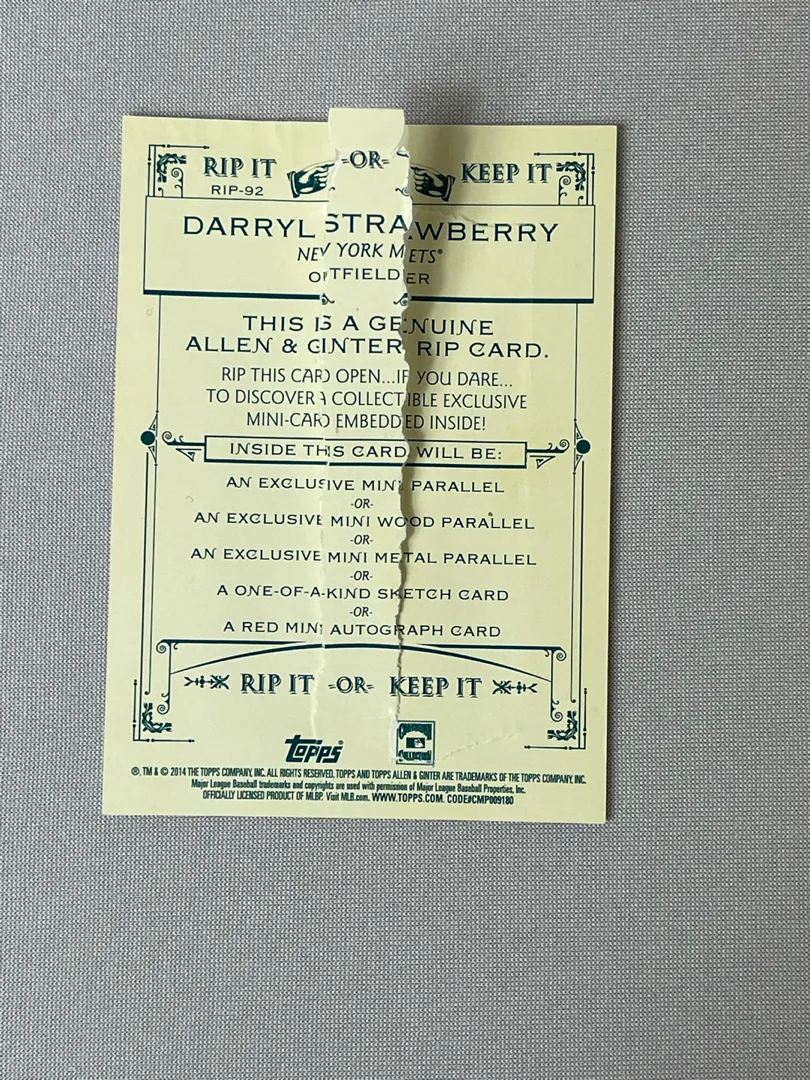 RIP IT -OR- KEEP IT
RIP-92
DARRYL STRAWBERRY
NEW YORK METS®
OUTFIELDER
THIS IS A GENUINE
ALLEN & GINTER RIP CARD.
RIP THIS CARD OPEN...IF YOU DARE...
TO DISCOVER A COLLECTIBLE EXCLUSIVE
MINI-CARD EMBEDDED INSIDE!
INSIDE THIS CARD WILL BE:
AN EXCLUSIVE MINI PARALLEL
-OR-
AN EXCLUSIVE MINI WOOD PARALLEL
-OR-
AN EXCLUSIVE MINI METAL PARALLEL
-OR-
A ONE-OF-A-KIND SKETCH CARD
-OR-
A RED MINI AUTOGRAPH CARD
RIP IT -OR- KEEP IT
TOPPS
COOPERSTOWN
COLLECTION
®, TM & © 2014 THE TOPPS COMPANY, INC. ALL RIGHTS RESERVED. TOPPS AND TOPPS ALLEN & GINTER ARE TRADEMARKS OF THE TOPPS COMPANY, INC.
Major League Baseball trademarks and copyrights are used with permission of Major League Baseball Properties, Inc.
OFFICIALLY LICENSED PRODUCT OF MLBP. Visit MLB.com. WWW.TOPPS.COM. CODE#CMP009180